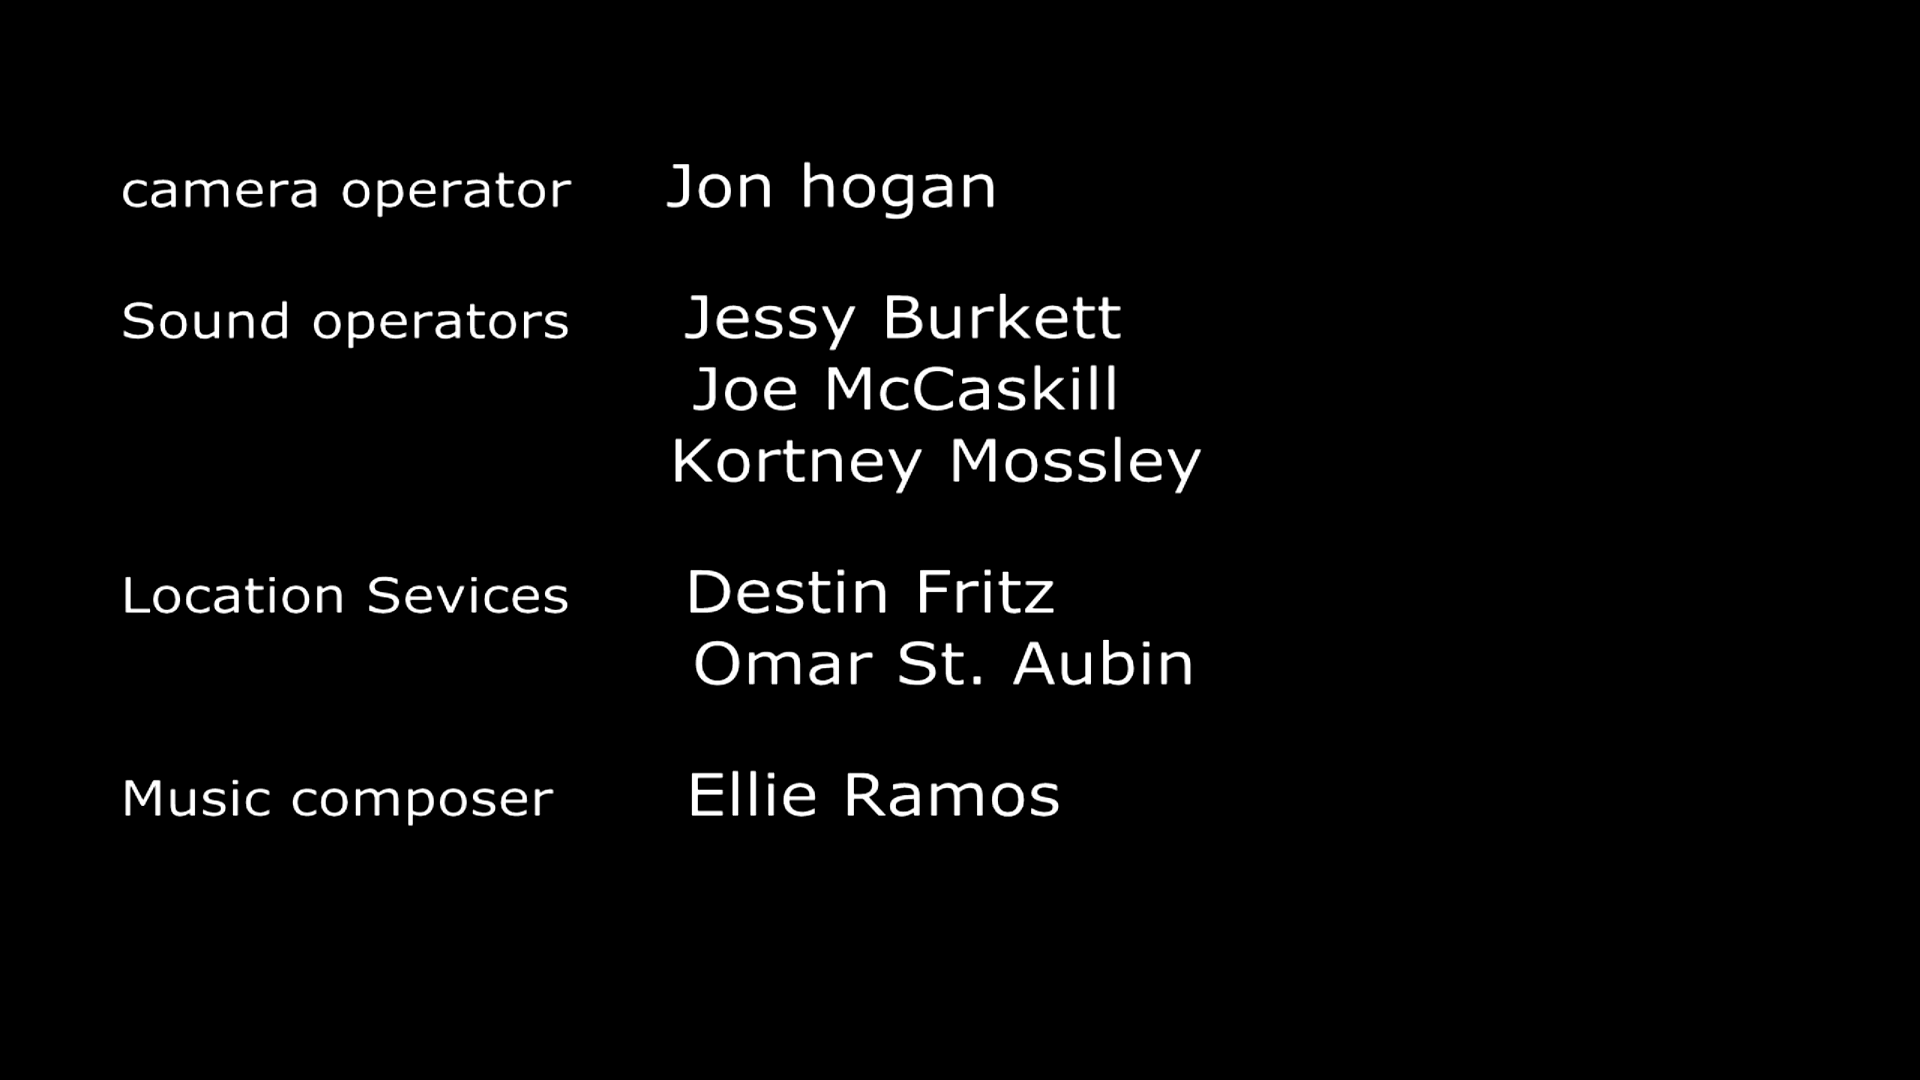 camera operator Jon hogan
Sound operators Jessy Burkett
Joe McCaskill
Kortney Mossley
Location Sevices Destin Fritz
Omar St. Aubin
Music composer Ellie Ramos